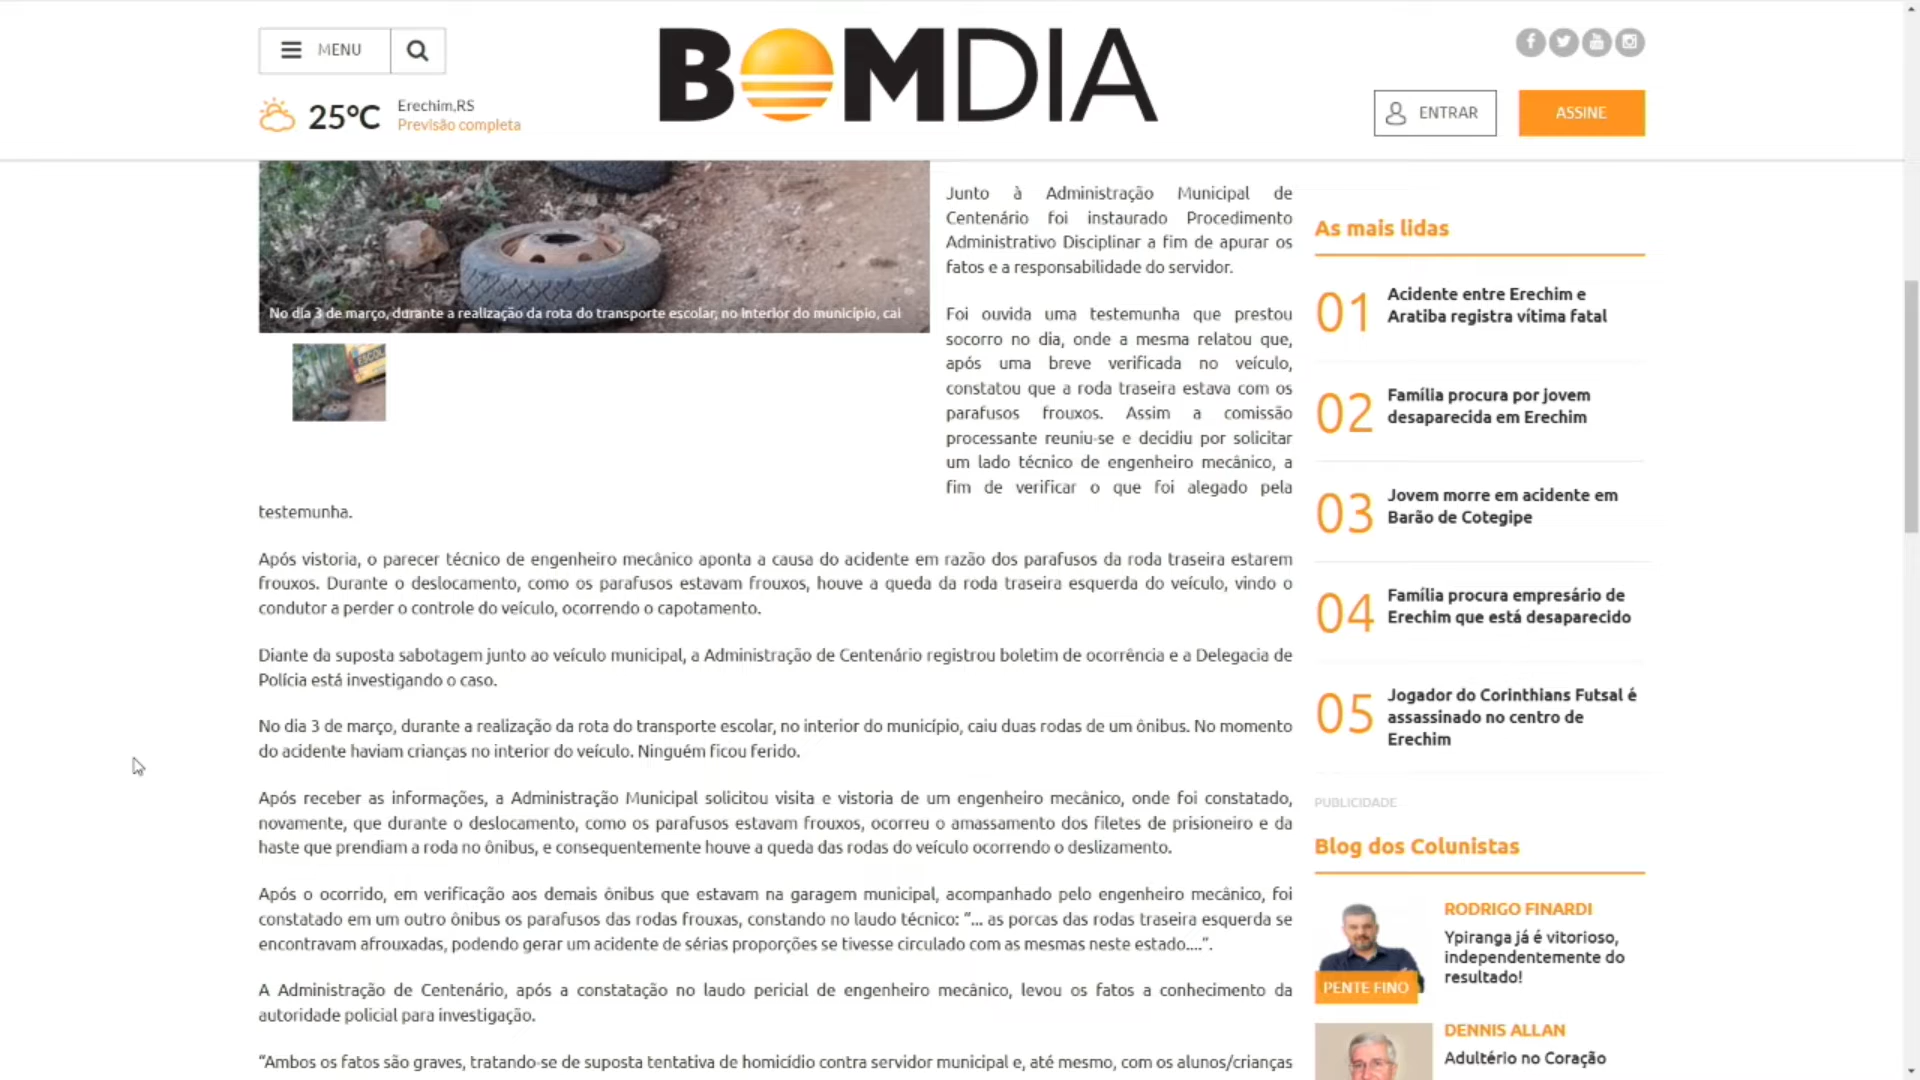 MENU
25°C
Erechim,RS
Previsão completa
BOMDIA
ENTRAR
ASSINE
No dia 3 de março, durante a realização da rota do transporte escolar, no interior do município, cai
ESCOL
Junto à Administração Municipal de
Centenário foi instaurado Procedimento
Administrativo Disciplinar a fim de apurar os
fatos e a responsabilidade do servidor.
Foi ouvida uma testemunha que prestou
socorro no dia, onde a mesma relatou que,
após uma breve verificada no veículo,
constatou que a roda traseira estava com os
parafusos frouxos. Assim a comissão
processante reuniu-se e decidiu por solicitar
um lado técnico de engenheiro mecânico, a
fim de verificar o que foi alegado pela
testemunha.
Após vistoria, o parecer técnico de engenheiro mecânico aponta a causa do acidente em razão dos parafusos da roda traseira estarem
frouxos. Durante o deslocamento, como os parafusos estavam frouxos, houve a queda da roda traseira esquerda do veículo, vindo o
condutor a perder o controle do veículo, ocorrendo o capotamento.
Diante da suposta sabotagem junto ao veículo municipal, a Administração de Centenário registrou boletim de ocorrência e a Delegacia de
Polícia está investigando o caso.
No dia 3 de março, durante a realização da rota do transporte escolar, no interior do município, caiu duas rodas de um ônibus. No momento
do acidente haviam crianças no interior do veículo. Ninguém ficou ferido.
Após receber as informações, a Administração Municipal solicitou visita e vistoria de um engenheiro mecânico, onde foi constatado,
novamente, que durante o deslocamento, como os parafusos estavam frouxos, ocorreu o amassamento dos filetes de prisioneiro e da
haste que prendiam a roda no ônibus, e consequentemente houve a queda das rodas do veículo ocorrendo o deslizamento.
Após o ocorrido, em verificação aos demais ônibus que estavam na garagem municipal, acompanhado pelo engenheiro mecânico, foi
constatado em um outro ônibus os parafusos das rodas frouxas, constando no laudo técnico: “... as porcas das rodas traseira esquerda se
encontravam afrouxadas, podendo gerar um acidente de sérias proporções se tivesse circulado com as mesmas neste estado....”.
A Administração de Centenário, após a constatação no laudo pericial de engenheiro mecânico, levou os fatos a conhecimento da
autoridade policial para investigação.
“Ambos os fatos são graves, tratando-se de suposta tentativa de homicídio contra servidor municipal e, até mesmo, com os alunos/crianças
As mais lidas
01 Acidente entre Erechim e
Aratiba registra vítima fatal
02 Família procura por jovem
desaparecida em Erechim
03 Jovem morre em acidente em
Barão de Cotegipe
04 Família procura empresário de
Erechim que está desaparecido
05 Jogador do Corinthians Futsal é
assassinado no centro de
Erechim
PUBLICIDADE
Blog dos Colunistas
RODRIGO FINARDI
Ypiranga já é vitorioso,
independentemente do
resultado!
PENTE FINO
DENNIS ALLAN
Adultério no Coração